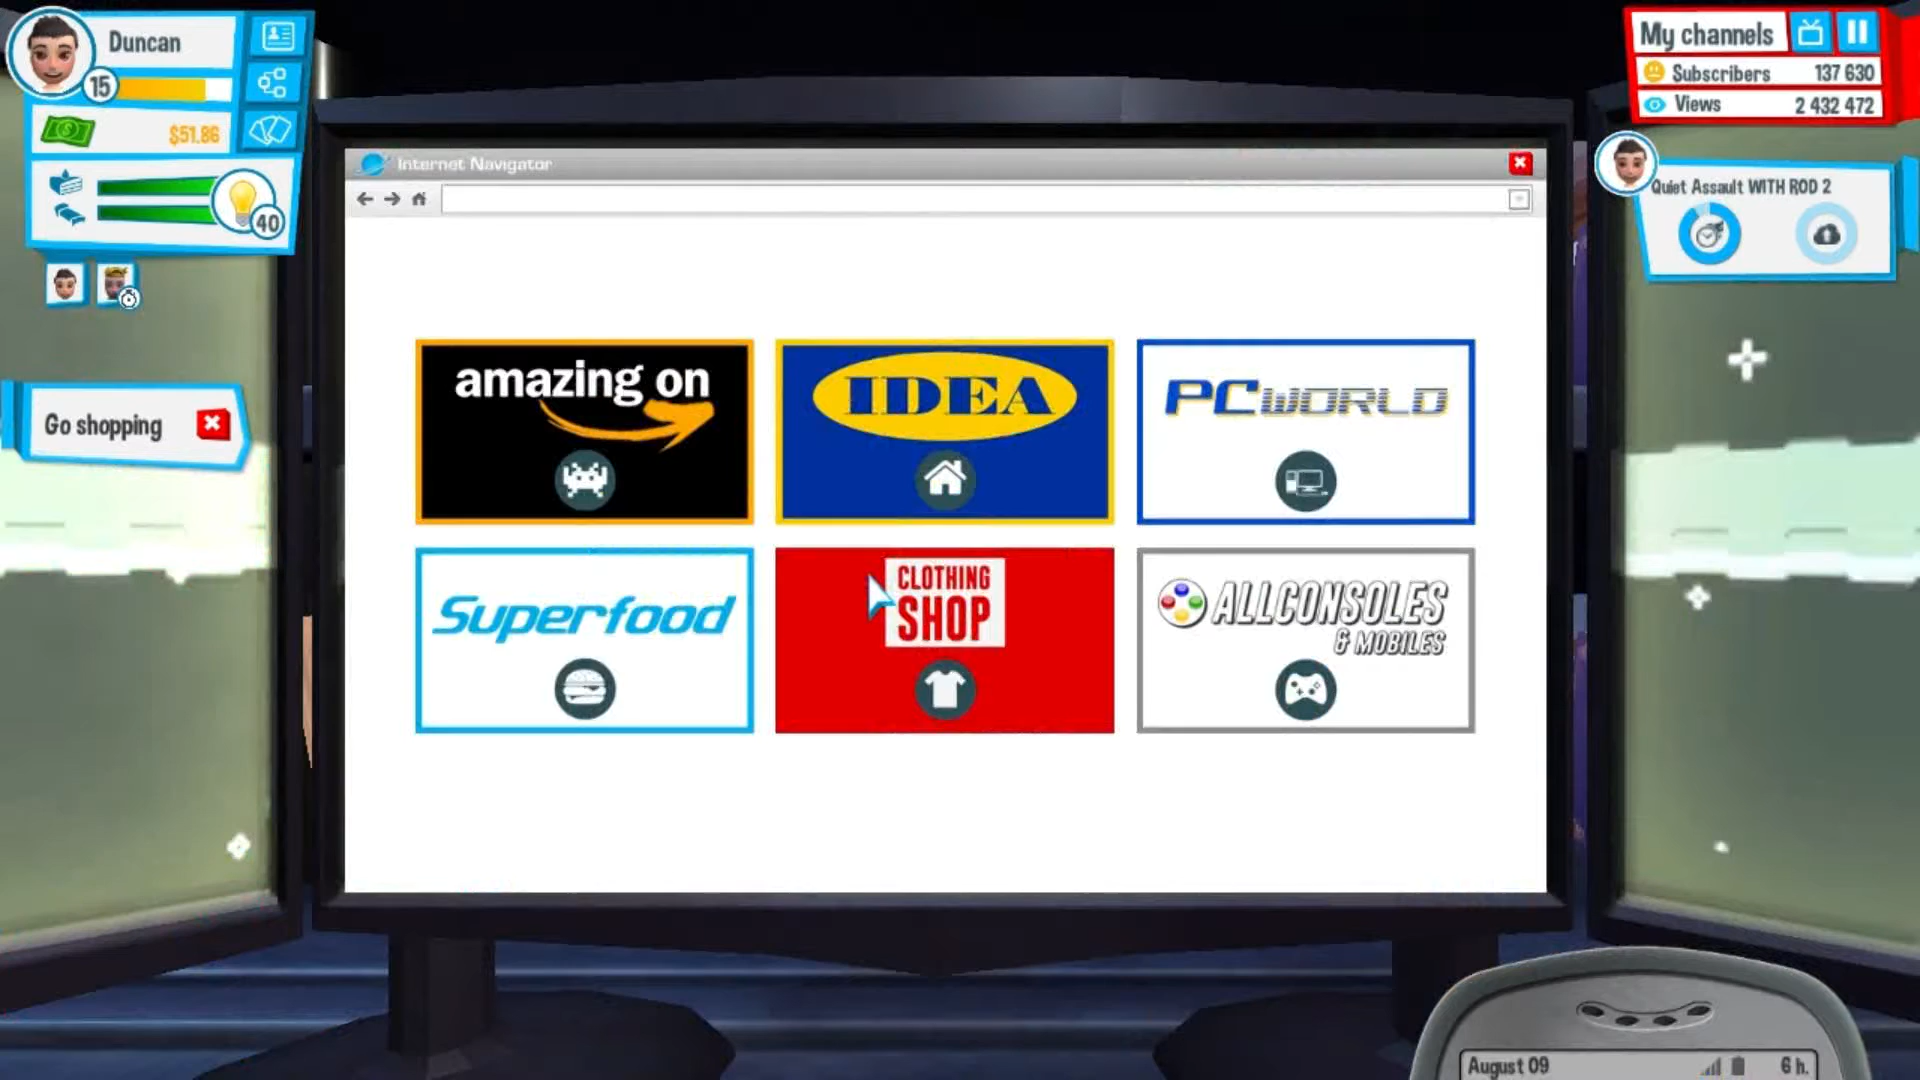 Duncan
15
$51.86
40
Go shopping
My channels
Subscribers 137 630
Views 2 432 472
Quiet Assault WITH ROD 2
Internet Navigator
amazing on
IDEA
PCWORLD
Superfood
CLOTHING
SHOP
ALLCONSOLES
& MOBILES
August 09 6 h.